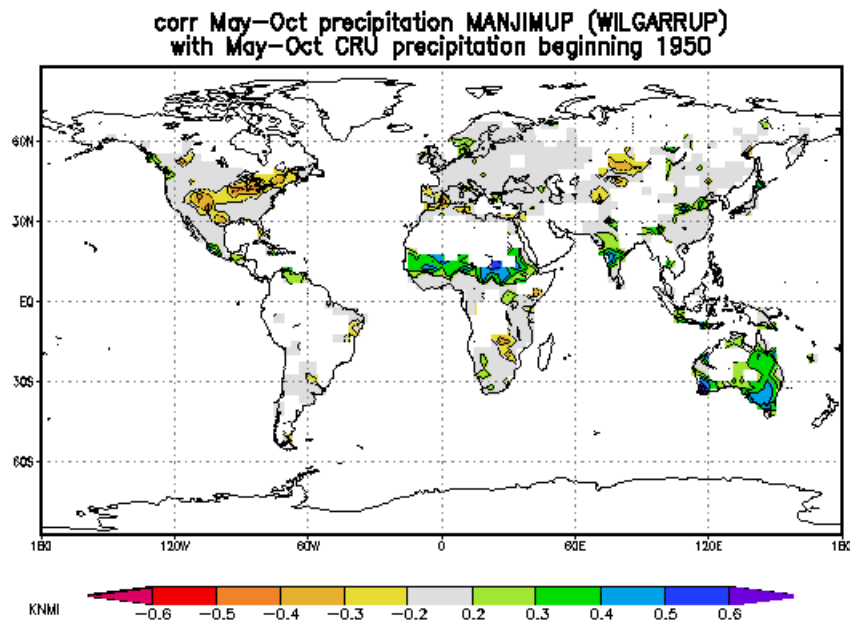 corr May-Oct precipitation MANJIMUP (WILGARRUP)
with May-Oct CRU precipitation beginning 1950
60N
30N
EQ
30S
60S
180 120W 60W 0 60E 120E 180
KNMI
-0.6 -0.5 -0.4 -0.3 -0.2 0.2 0.3 0.4 0.5 0.6